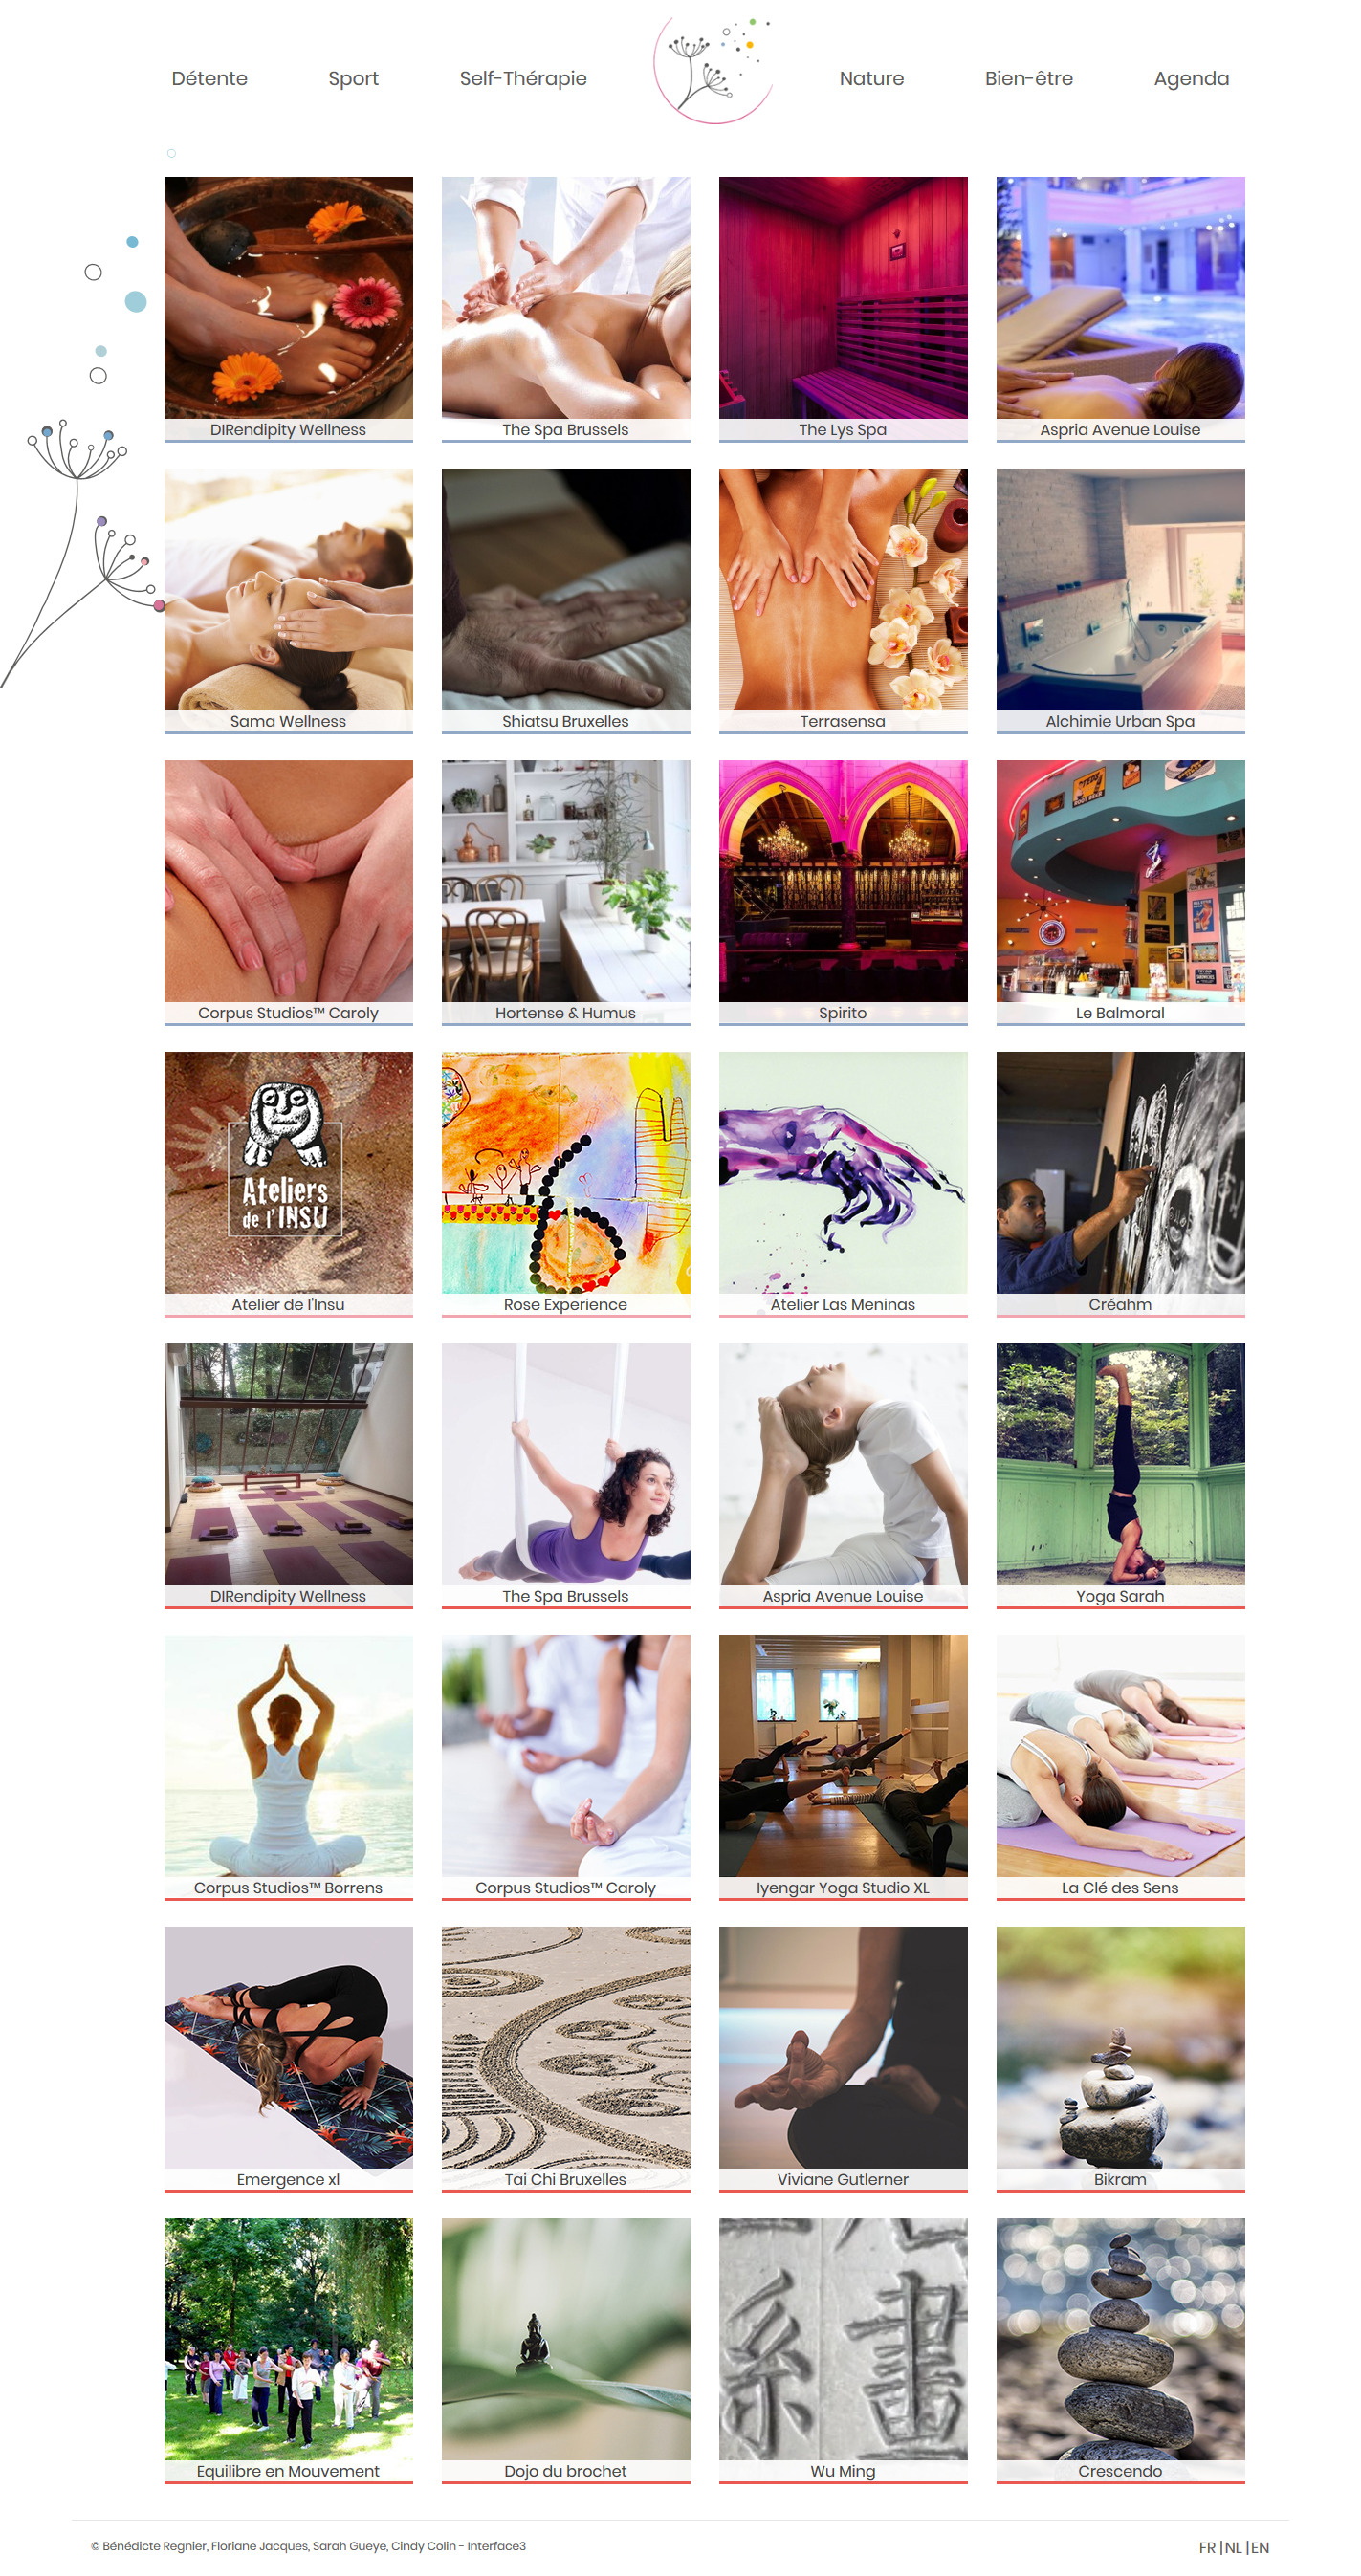 Détente
Sport
Self-Thérapie
Nature
Bien-être
Agenda
DIRendipity Wellness
The Spa Brussels
The Lys Spa
Aspria Avenue Louise
Sama Wellness
Shiatsu Bruxelles
Terrasensa
Alchimie Urban Spa
Corpus Studios™ Caroly
Hortense & Humus
Spirito
Le Balmoral
Ateliers
de l'INSU
Atelier de l'Insu
Rose Experience
Atelier Las Meninas
Créahm
DIRendipity Wellness
The Spa Brussels
Aspria Avenue Louise
Yoga Sarah
Corpus Studios™ Borrens
Corpus Studios™ Caroly
Iyengar Yoga Studio XL
La Clé des Sens
Emergence xl
Tai Chi Bruxelles
Viviane Gutlerner
Bikram
Equilibre en Mouvement
Dojo du brochet
Wu Ming
Crescendo
© Bénédicte Regnier, Floriane Jacques, Sarah Gueye, Cindy Colin - Interface3
FR | NL | EN